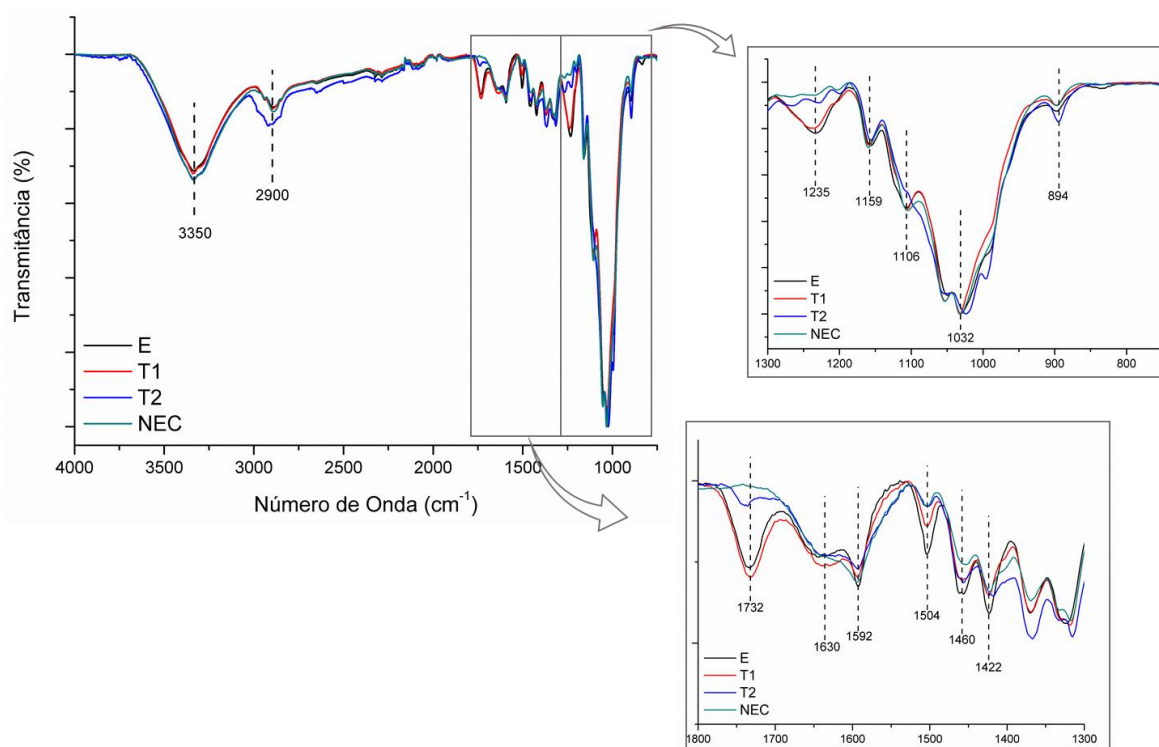 Transmitância (%)
3350
2900
E
T1
T2
NEC
4000 3500 3000 2500 2000 1500 1000
Número de Onda (cm⁻¹)
1235
1159
1106
1032
894
E
T1
T2
NEC
1300 1200 1100 1000 900 800
1732
1630
1592
1504
1460
1422
E
T1
T2
NEC
1800 1700 1600 1500 1400 1300